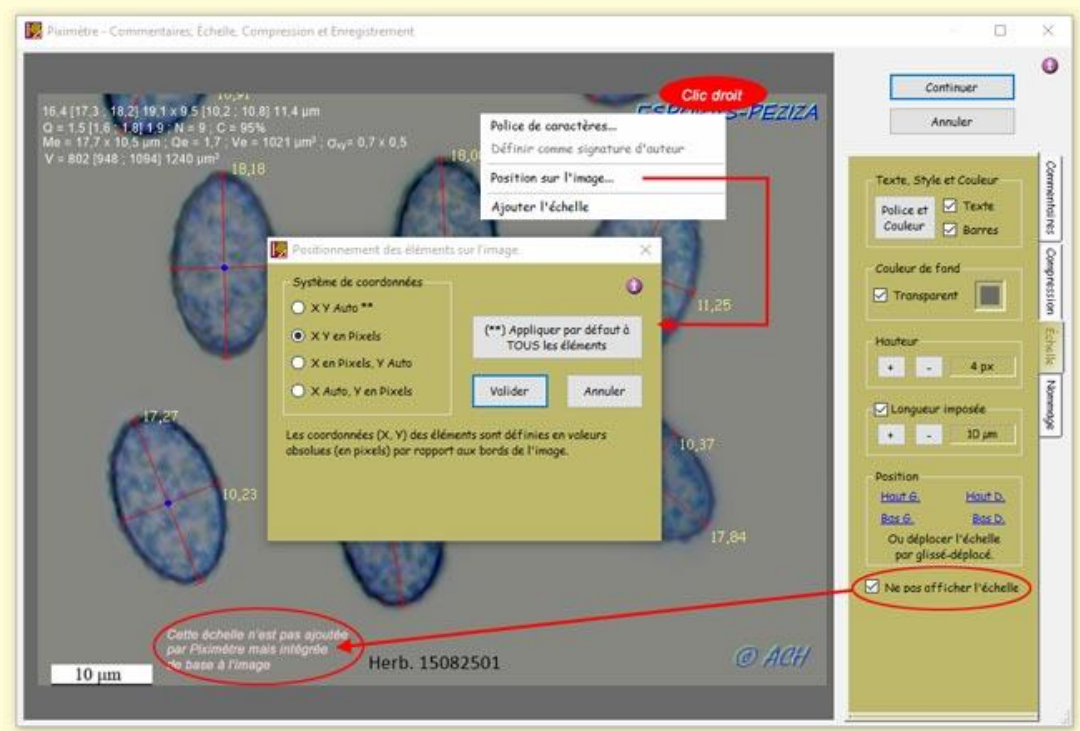 Piximètre - Commentaires, Échelle, Compression et Enregistrement
10,91
16,4 [17,3 ; 18,2] 19,1 x 9,5 [10,2 ; 10,8] 11,4 µm
Q = 1,5 [1,6 ; 1,8] 1,9 ; N = 9 ; C = 95%
Me = 17,7 x 10,5 µm ; Qe = 1,7 ; Ve = 1021 µm³ ; σxy= 0,7 x 0,5
V = 802 [948 ; 1094] 1240 µm³
18,18
18,08
Clic droit
-PEZIZA
Police de caractères...
Définir comme signature d'auteur
Position sur l'image...
Ajouter l'échelle
Positionnement des éléments sur l'image.
Système de coordonnées
X Y Auto **
X Y en Pixels
X en Pixels, Y Auto
X Auto, Y en Pixels
(**) Appliquer par défaut à
TOUS les éléments
Valider
Annuler
Les coordonnées (X, Y) des éléments sont définies en valeurs
absolues (en pixels) par rapport aux bords de l'image.
11,25
17,27
10,23
10,37
17,84
Cette échelle n'est pas ajoutée
par Piximètre mais intégrée
de base à l'image
10 µm
Herb. 15082501
© ACH
Continuer
Annuler
Texte, Style et Couleur
Police et
Couleur
Texte
Barres
Couleur de fond
Transparent
Hauteur
+ - 4 px
Longueur imposée
+ - 10 µm
Position
Haut G. Haut D.
Bas G. Bas D.
Ou déplacer l'échelle
par glissé-déplacé.
Ne pas afficher l'échelle
Commentaires
Compression
Échelle
Nommage